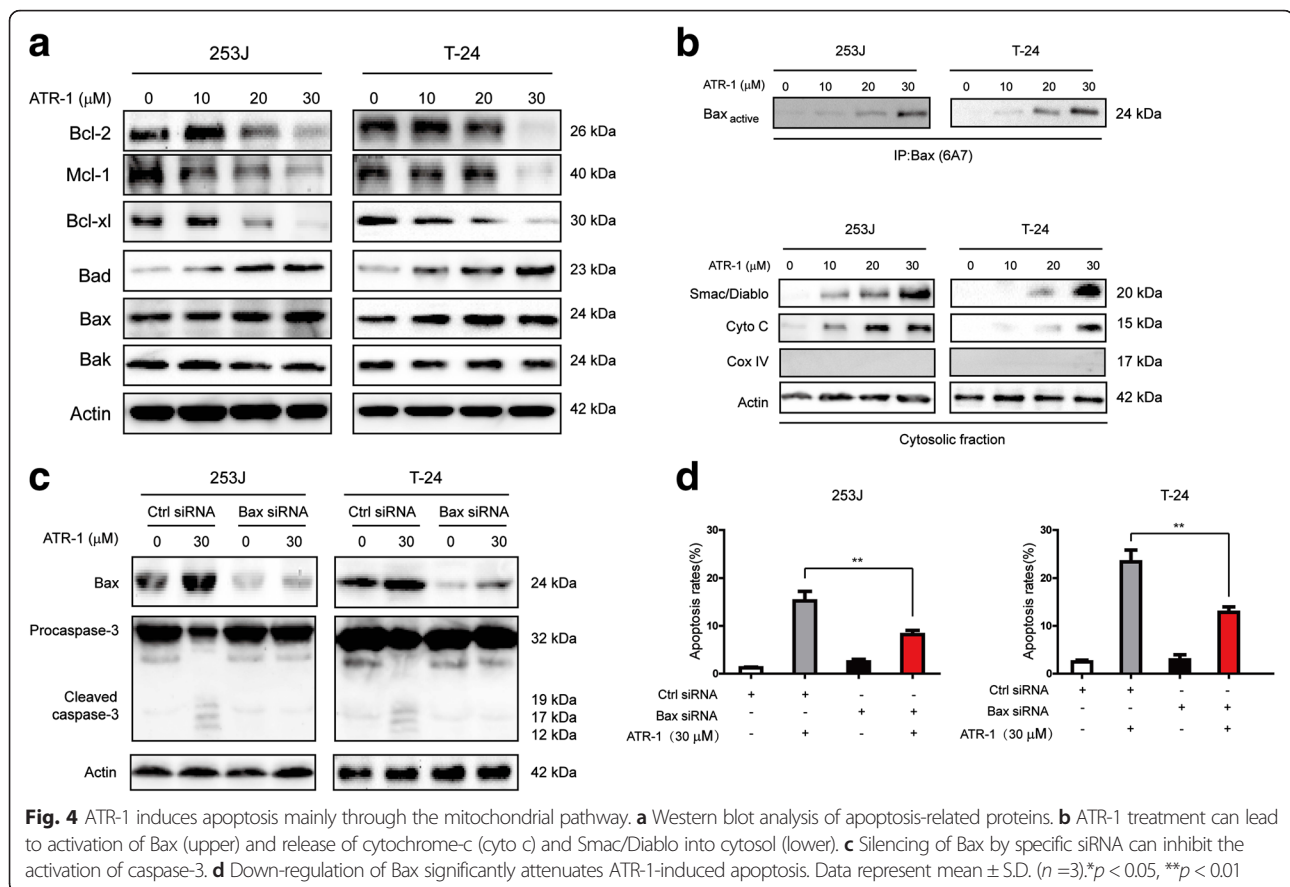 a
253J T-24
ATR-1 (μM) 0 10 20 30 0 10 20 30
Bcl-2 26 kDa
Mcl-1 40 kDa
Bcl-xl 30 kDa
Bad 23 kDa
Bax 24 kDa
Bak 24 kDa
Actin 42 kDa
b
253J T-24
ATR-1 (μM) 0 10 20 30 0 10 20 30
Bax active 24 kDa
IP:Bax (6A7)
253J T-24
ATR-1 (μM) 0 10 20 30 0 10 20 30
Smac/Diablo 20 kDa
Cyto C 15 kDa
Cox IV 17 kDa
Actin 42 kDa
Cytosolic fraction
c
253J T-24
Ctrl siRNA Bax siRNA Ctrl siRNA Bax siRNA
ATR-1 (μM) 0 30 0 30 0 30 0 30
Bax 24 kDa
Procaspase-3 32 kDa
Cleaved
caspase-3
19 kDa
17 kDa
12 kDa
Actin 42 kDa
d
253J
Apoptosis rates(%)
30
20
10
0
**
Ctrl siRNA + + - -
Bax siRNA - - + +
ATR-1 (30 μM) - + - +
T-24
Apoptosis rates(%)
30
20
10
0
**
Ctrl siRNA + + - -
Bax siRNA - - + +
ATR-1 (30 μM) - + - +
Fig. 4 ATR-1 induces apoptosis mainly through the mitochondrial pathway. a Western blot analysis of apoptosis-related proteins. b ATR-1 treatment can lead
to activation of Bax (upper) and release of cytochrome-c (cyto c) and Smac/Diablo into cytosol (lower). c Silencing of Bax by specific siRNA can inhibit the
activation of caspase-3. d Down-regulation of Bax significantly attenuates ATR-1-induced apoptosis. Data represent mean ± S.D. (n =3).*p < 0.05, **p < 0.01